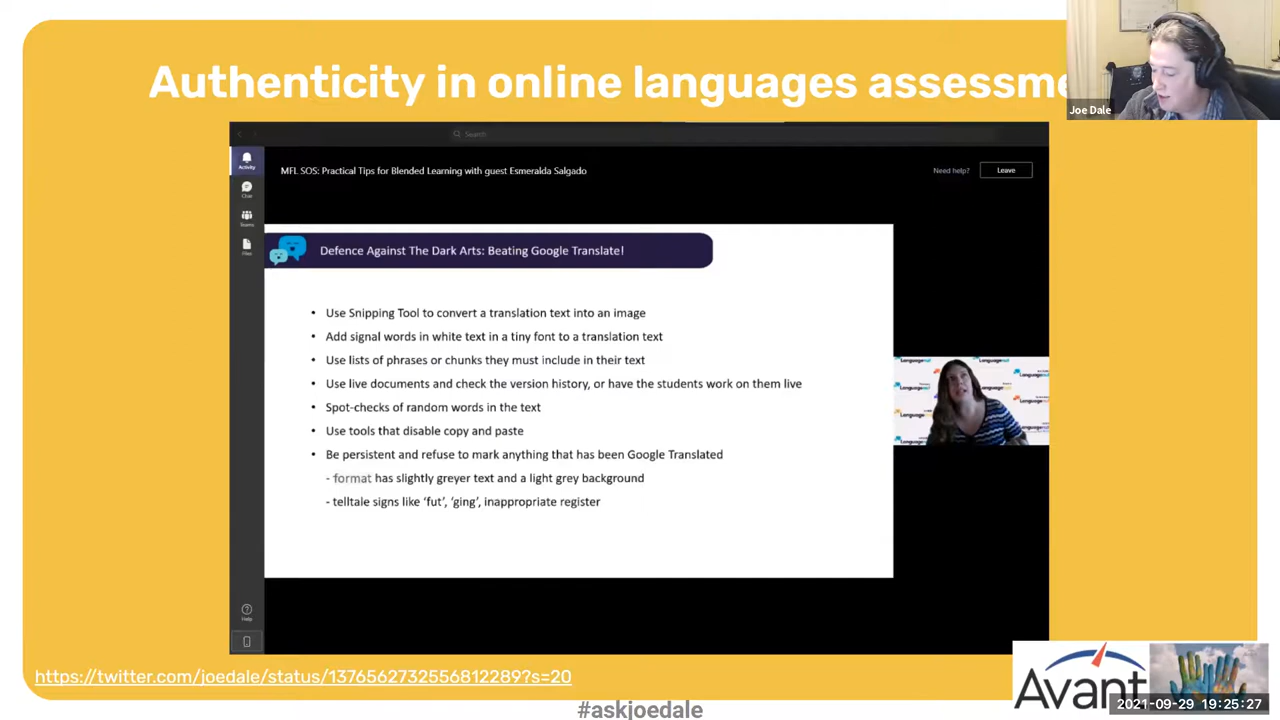 Authenticity in online languages assessme
Joe Dale
Search
Activity
MFL SOS: Practical Tips for Blended Learning with guest Esmeralda Salgado
Need help?
Leave
Chat
Teams
Files
Defence Against The Dark Arts: Beating Google Translate!
• Use Snipping Tool to convert a translation text into an image
• Add signal words in white text in a tiny font to a translation text
• Use lists of phrases or chunks they must include in their text
• Use live documents and check the version history, or have the students work on them live
• Spot-checks of random words in the text
• Use tools that disable copy and paste
• Be persistent and refuse to mark anything that has been Google Translated
- format has slightly greyer text and a light grey background
- telltale signs like ‘fut’, ‘ging’, inappropriate register
Help
https://twitter.com/joedale/status/1376562732556812289?s=20
Avant
2021-09-29 19:25:27
#askjoedale